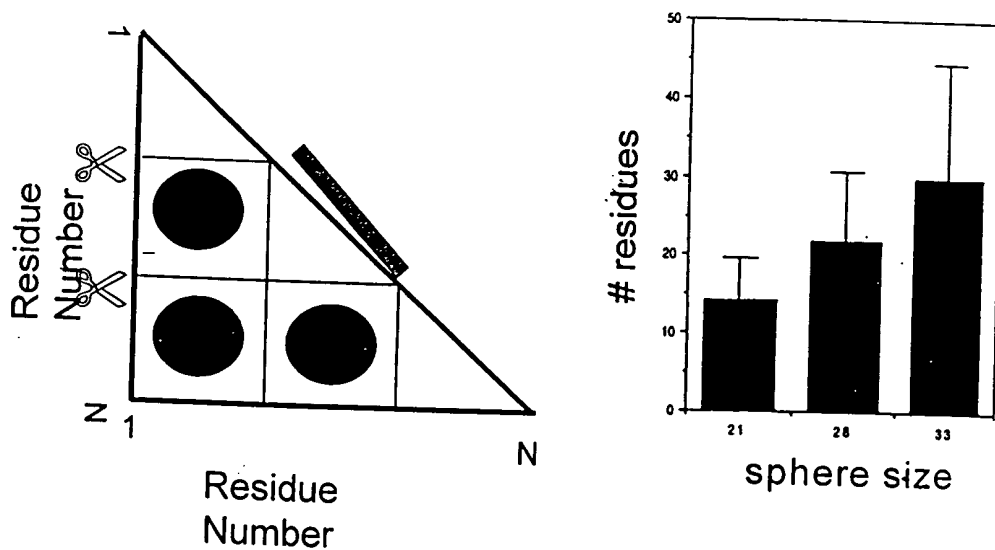 1
Residue
Number
N
1
N
Residue
Number
# residues
50
40
30
20
10
0
21
28
33
sphere size